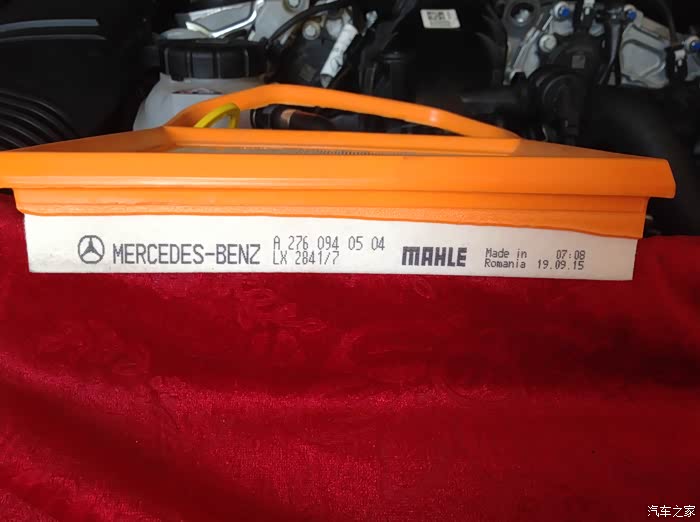 MERCEDES-BENZ
A 276 094 05 04
LX 2841/7
MAHLE
Made in 07:08
Romania 19.09.15
汽车之家